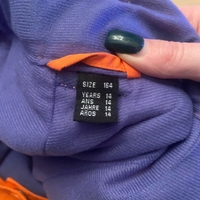 SIZE 164
YEARS 14
ANS 14
JAHRE 14
AÑOS 14